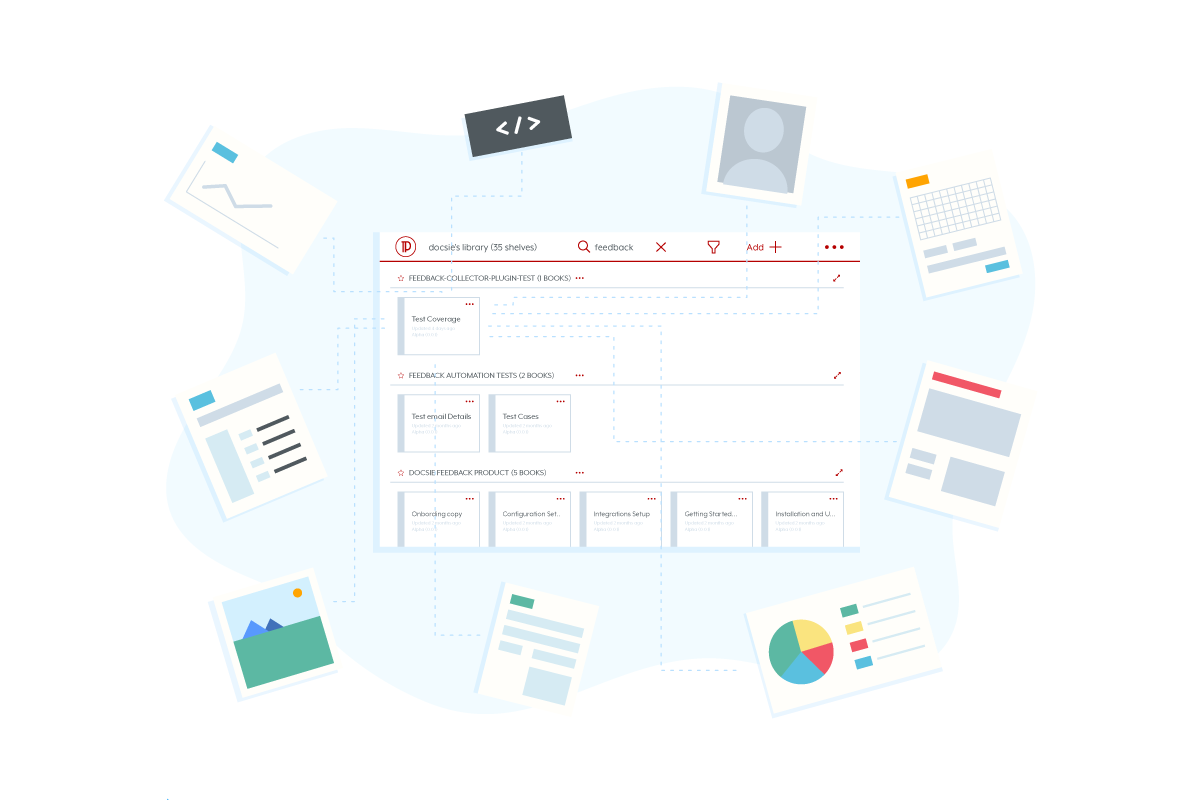 </>
docsie's library (35 shelves) feedback Add
FEEDBACK-COLLECTOR-PLUGIN-TEST (1 BOOKS)
Test Coverage
FEEDBACK AUTOMATION TESTS (2 BOOKS)
Test email Details Test Cases
DOCSIE FEEDBACK PRODUCT (5 BOOKS)
Onboarding copy Configuration Set.. Integrations Setup Getting Started... Installation and U...